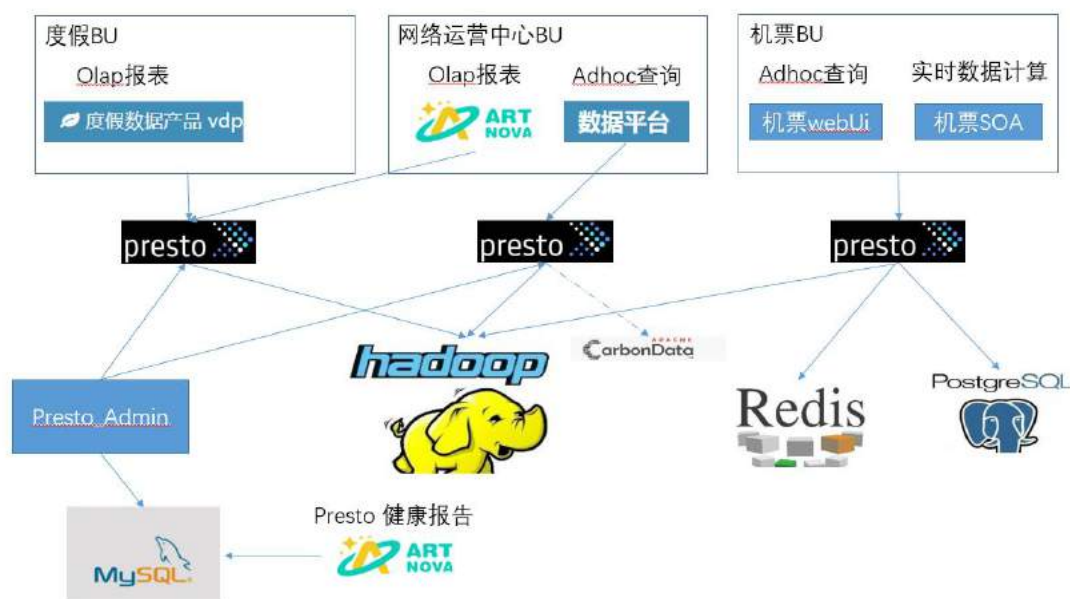 度假BU
Olap报表
度假数据产品 vdp
网络运营中心BU
Olap报表
Adhoc查询
ART
NOVA
数据平台
机票BU
Adhoc查询
实时数据计算
机票webUi
机票SOA
presto
presto
presto
hadoop
APACHE
CarbonData
Presto Admin
Redis
PostgreSQL
MySQL
Presto 健康报告
ART
NOVA